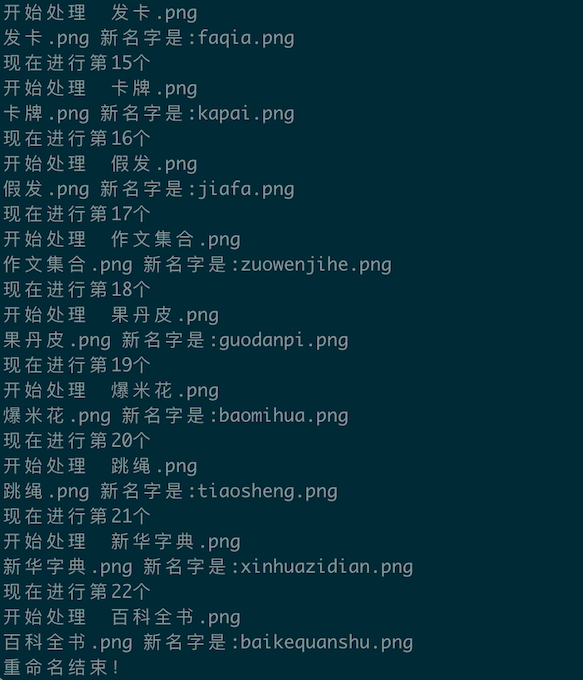 开始处理 发卡.png
发卡.png 新名字是:faqia.png
现在进行第15个
开始处理 卡牌.png
卡牌.png 新名字是:kapai.png
现在进行第16个
开始处理 假发.png
假发.png 新名字是:jiafa.png
现在进行第17个
开始处理 作文集合.png
作文集合.png 新名字是:zuowenjihe.png
现在进行第18个
开始处理 果丹皮.png
果丹皮.png 新名字是:guodanpi.png
现在进行第19个
开始处理 爆米花.png
爆米花.png 新名字是:baomihua.png
现在进行第20个
开始处理 跳绳.png
跳绳.png 新名字是:tiaosheng.png
现在进行第21个
开始处理 新华字典.png
新华字典.png 新名字是:xinhuazidian.png
现在进行第22个
开始处理 百科全书.png
百科全书.png 新名字是:baikequanshu.png
重命名结束!